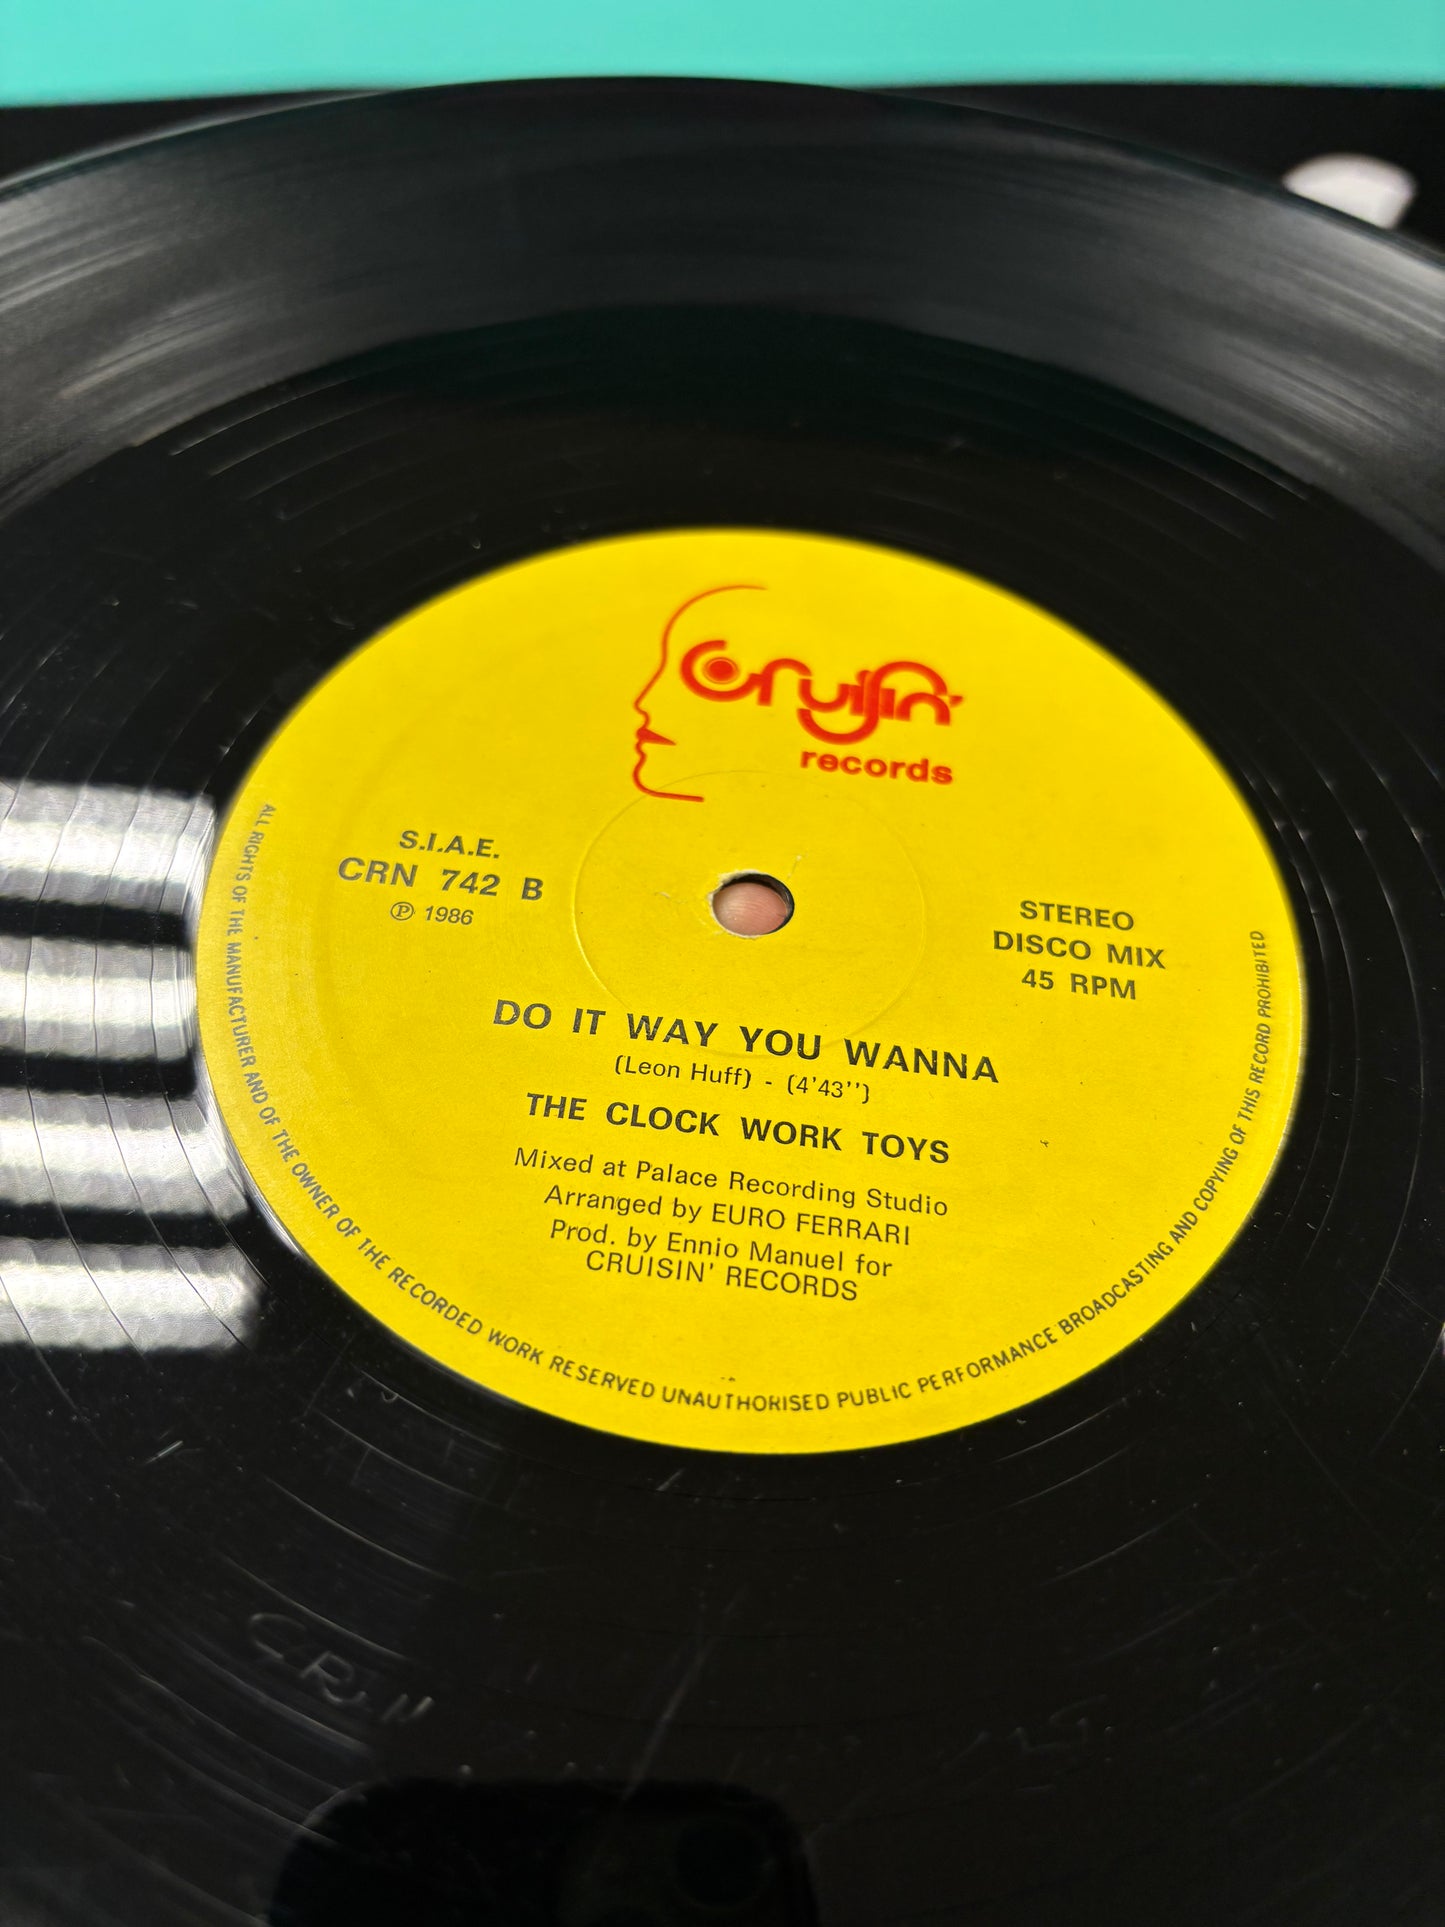 Cruisin'
records
S.I.A.E.
CRN 742 B
℗ 1986
STEREO
DISCO MIX
45 RPM
DO IT WAY YOU WANNA
(Leon Huff) - (4'43'')
THE CLOCK WORK TOYS
Mixed at Palace Recording Studio
Arranged by EURO FERRARI
Prod. by Ennio Manuel for
CRUISIN' RECORDS
ALL RIGHTS OF THE MANUFACTURER AND OF THE OWNER OF THE RECORDED WORK RESERVED UNAUTHORISED PUBLIC PERFORMANCE BROADCASTING AND COPYING OF THIS RECORD PROHIBITED
CRN